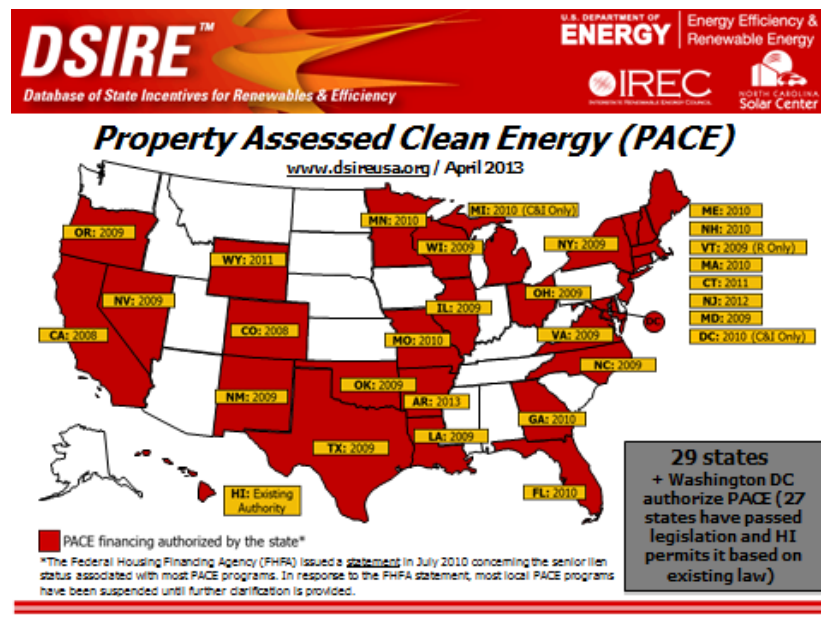 DSIRE™
Database of State Incentives for Renewables & Efficiency
U.S. DEPARTMENT OF
ENERGY
Energy Efficiency &
Renewable Energy
IREC
INTERSTATE RENEWABLE ENERGY COUNCIL
NORTH CAROLINA
Solar Center
Property Assessed Clean Energy (PACE)
www.dsireusa.org / April 2013
OR: 2009
WY: 2011
NV: 2009
CA: 2008
CO: 2008
NM: 2009
MN: 2010
MI: 2010 (C&I Only)
WI: 2009
NY: 2009
IL: 2009
OH: 2009
MO: 2010
VA: 2009
OK: 2009
NC: 2009
AR: 2013
LA: 2009
GA: 2010
TX: 2009
FL: 2010
HI: Existing
Authority
DC
ME: 2010
NH: 2010
VT: 2009 (R Only)
MA: 2010
CT: 2011
NJ: 2012
MD: 2009
DC: 2010 (C&I Only)
29 states
+ Washington DC
authorize PACE (27
states have passed
legislation and HI
permits it based on
existing law)
PACE financing authorized by the state*
*The Federal Housing Financing Agency (FHFA) issued a statement in July 2010 concerning the senior lien
status associated with most PACE programs. In response to the FHFA statement, most local PACE programs
have been suspended until further clarification is provided.